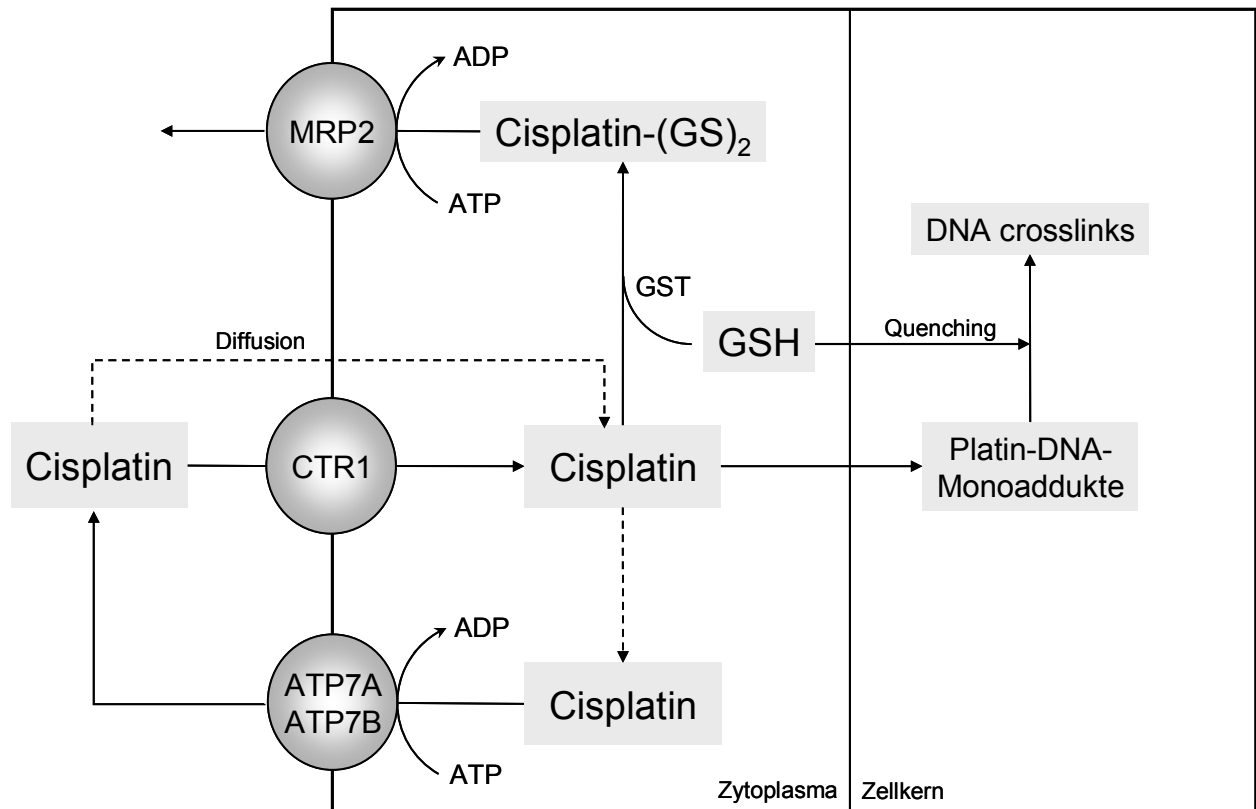 ADP
MRP2
Cisplatin-(GS)₂
ATP
DNA crosslinks
GST
GSH
Quenching
Diffusion
Cisplatin
CTR1
Cisplatin
Platin-DNA-
Monoaddukte
ADP
ATP7A
ATP7B
Cisplatin
ATP
Zytoplasma
Zellkern